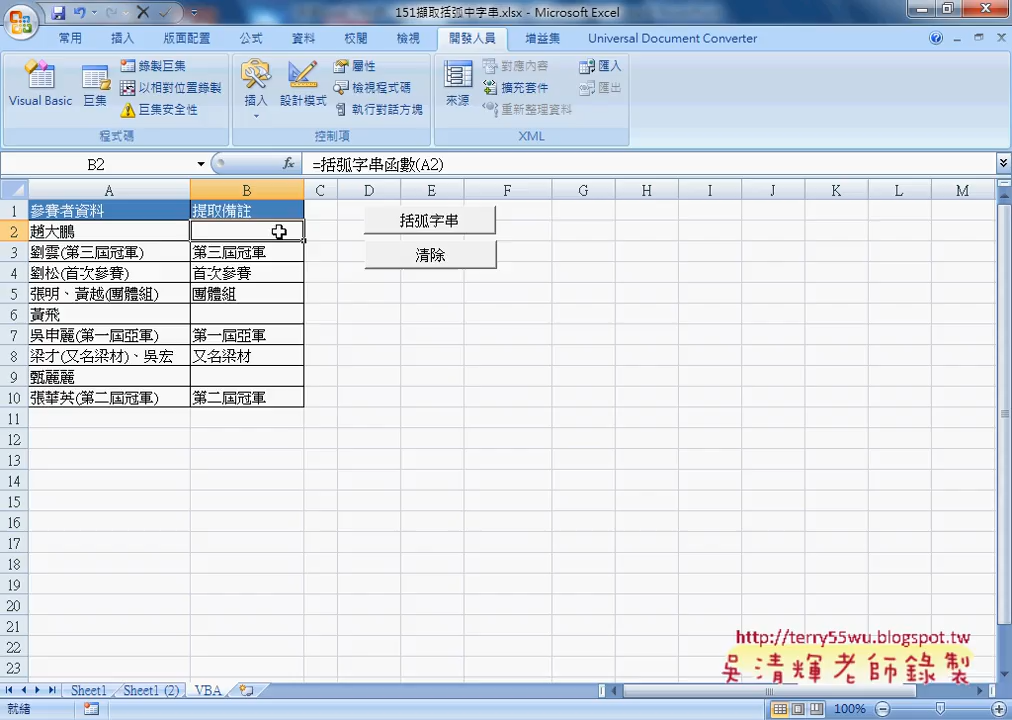 151擷取括弧中字串.xlsx - Microsoft Excel
常用 插入 版面配置 公式 資料 校閱 檢視 開發人員 增益集 Universal Document Converter
Visual Basic 巨集 錄製巨集 以相對位置錄製 巨集安全性
插入 設計模式 屬性 檢視程式碼 執行對話方塊
來源 對應內容 擴充套件 重新整理資料 匯入 匯出
程式碼 控制項 XML
B2 fx =括弧字串函數(A2)
A B C D E F G H I J K L M
1 參賽者資料 提取備註
2 趙大鵬
3 劉雲(第三屆冠軍) 第三屆冠軍
4 劉松(首次參賽) 首次參賽
5 張明、黃越(團體組) 團體組
6 黃飛
7 吳申麗(第一屆亞軍) 第一屆亞軍
8 梁才(又名梁材)、吳宏 又名梁材
9 甄麗麗
10 張華英(第二屆冠軍) 第二屆冠軍
括弧字串
清除
11
12
13
14
15
16
17
18
19
20
21
22
23
http://terry55wu.blogspot.tw
吳清輝老師錄製
Sheet1 Sheet1 (2) VBA
就緒 100%